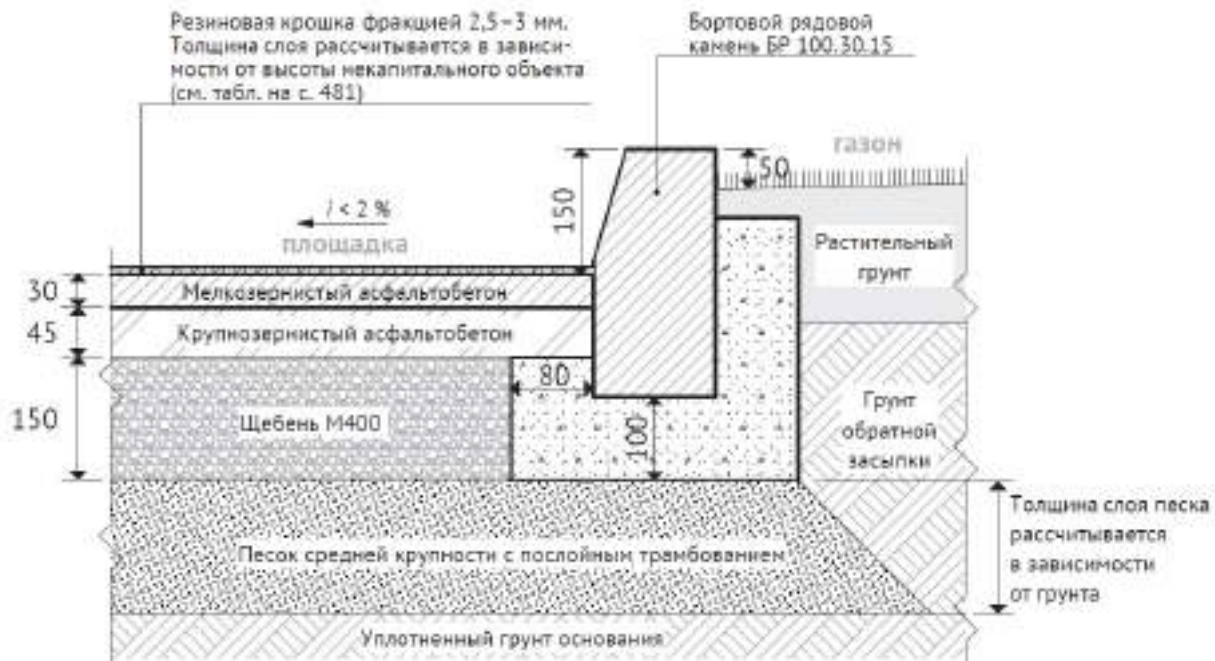 Резиновая крошка фракцией 2,5–3 мм.
Толщина слоя рассчитывается в зависи-
мости от высоты некапитального объекта
(см. табл. на с. 481)
Бортовой рядовой
камень БР 100.30.15
газон
50
150
i < 2 %
площадка
Растительный
грунт
30
Мелкозернистый асфальтобетон
45
Крупнозернистый асфальтобетон
80
150
Щебень М400
100
Грунт
обратной
засыпки
Толщина слоя песка
рассчитывается
в зависимости
от грунта
Песок средней крупности с послойным трамбованием
Уплотненный грунт основания